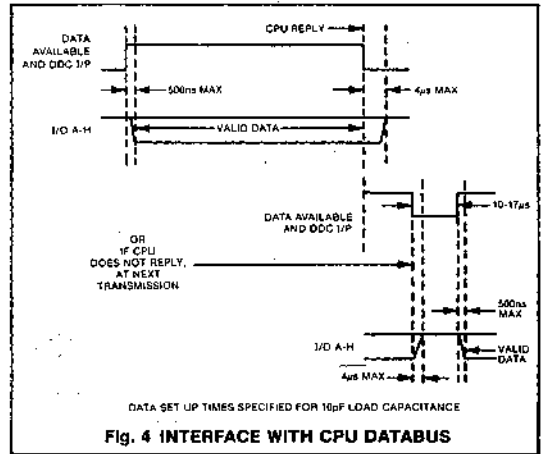 CPU REPLY
DATA
AVAILABLE
AND DDC I/P
500ns MAX
4µs MAX
I/O A-H
VALID DATA
10-17µs
DATA AVAILABLE
AND DDC I/P
OR
IF CPU
DOES NOT REPLY,
AT NEXT
TRANSMISSION
500ns
MAX
I/O A-H
VALID
DATA
4µs MAX
DATA SET UP TIMES SPECIFIED FOR 10pF LOAD CAPACITANCE
Fig. 4 INTERFACE WITH CPU DATABUS